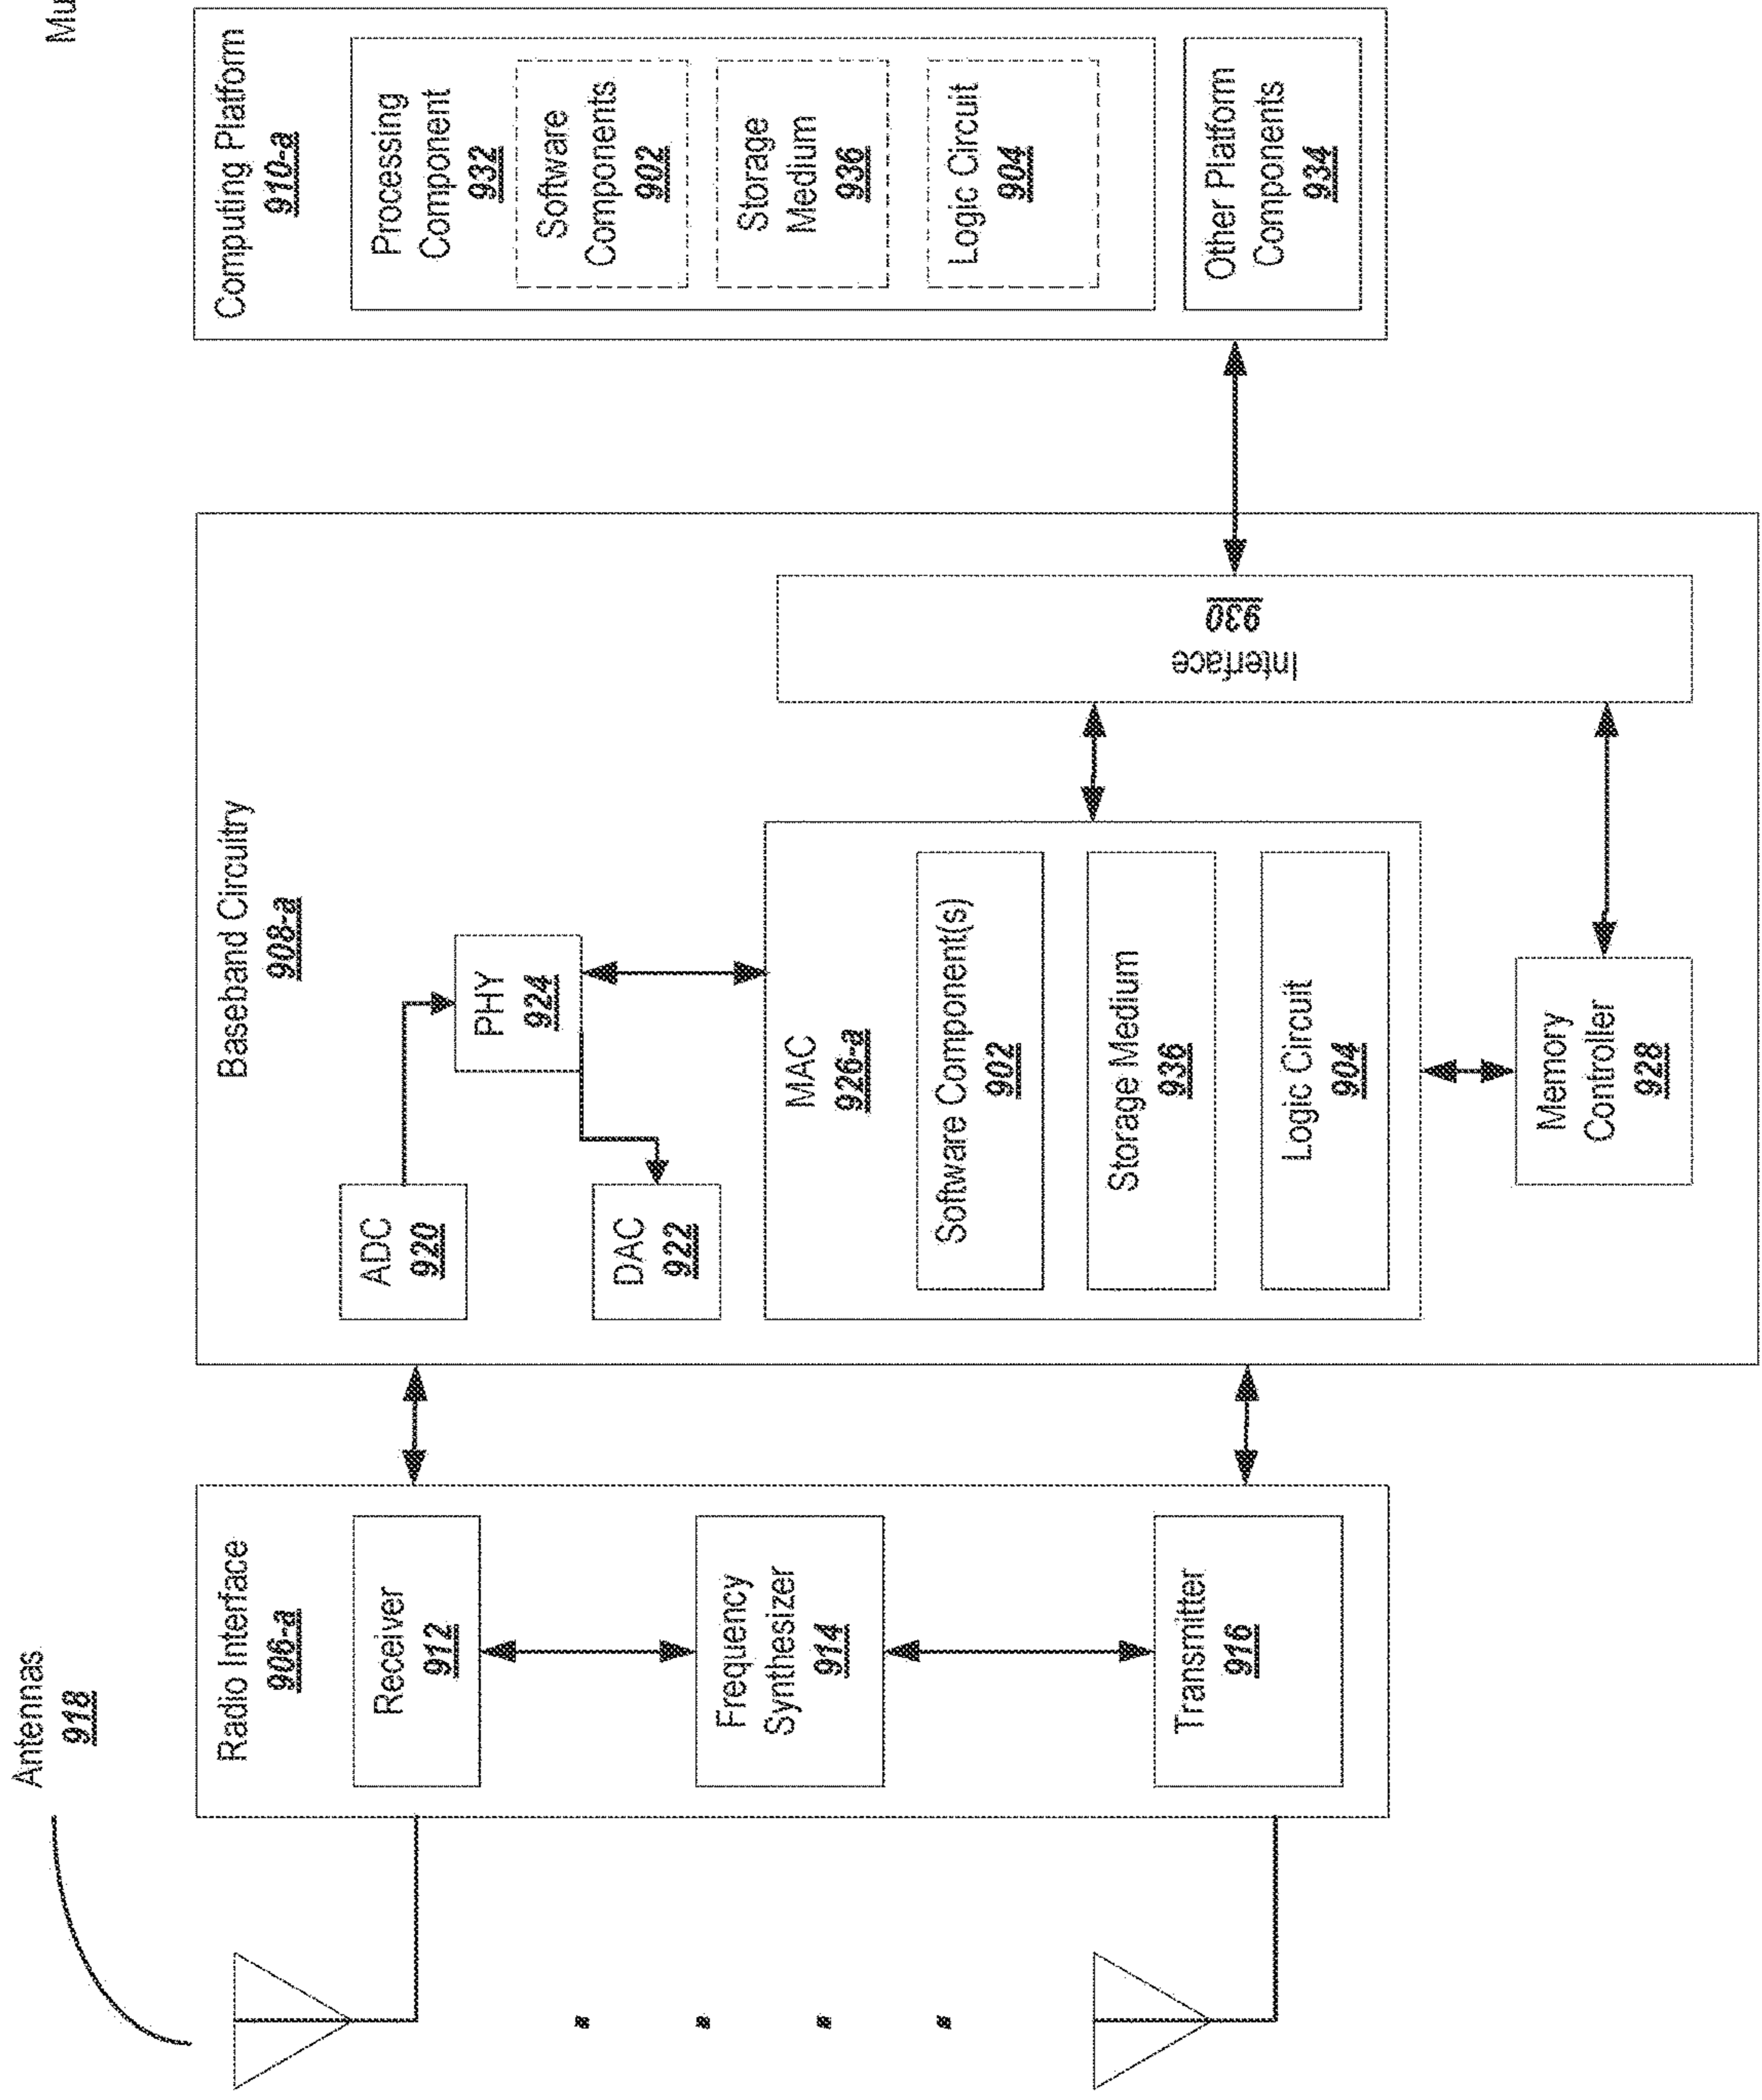 Antennas
918
Radio Interface
906-a
Receiver
912
Frequency
Synthesizer
914
Transmitter
916
Baseband Circuitry
908-a
ADC
920
PHY
924
DAC
922
MAC
926-a
Software Component(s)
902
Storage Medium
936
Logic Circuit
904
Memory
Controller
928
Interface
930
Computing Platform
910-a
Processing
Component
932
Software
Components
902
Storage
Medium
936
Logic Circuit
904
Other Platform
Components
934
Mu